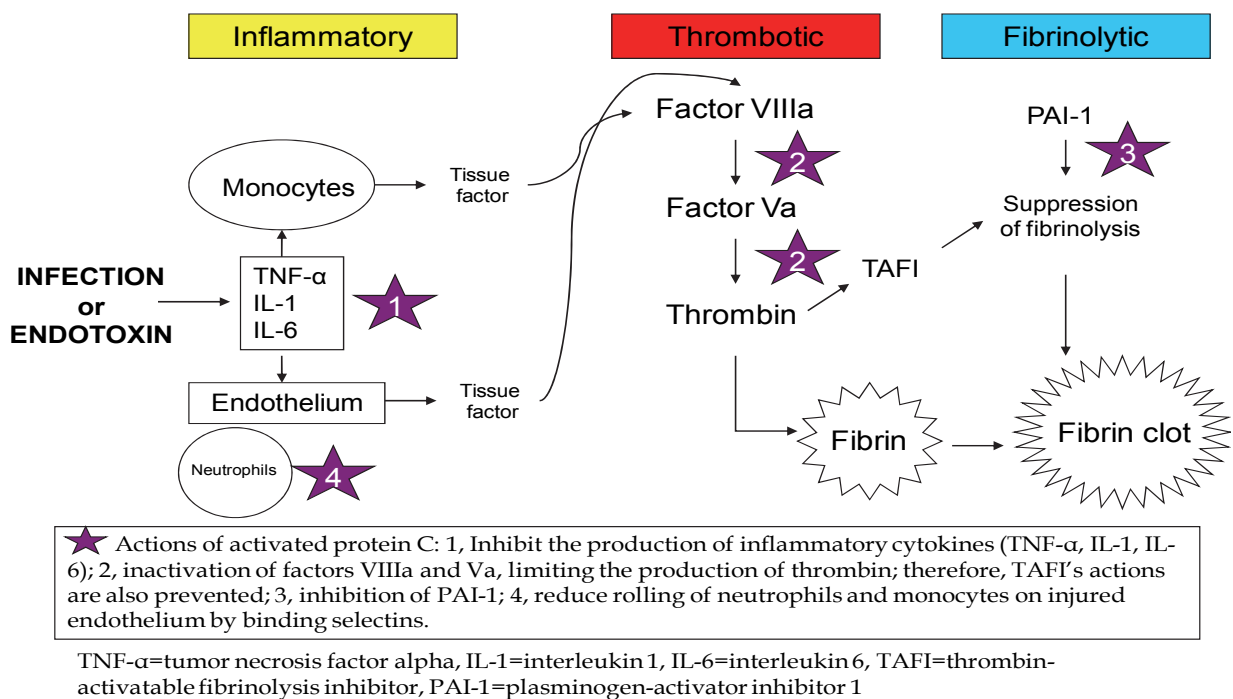 Inflammatory
Thrombotic
Fibrinolytic
Factor VIIIa
PAI-1
2
3
Monocytes
Tissue
factor
Factor Va
Suppression
of fibrinolysis
INFECTION
or
ENDOTOXIN
TNF-α
IL-1
IL-6
1
2
TAFI
Thrombin
Endothelium
Tissue
factor
Fibrin
Fibrin clot
Neutrophils
4
Actions of activated protein C: 1, Inhibit the production of inflammatory cytokines (TNF-α, IL-1, IL-
6); 2, inactivation of factors VIIIa and Va, limiting the production of thrombin; therefore, TAFI's actions
are also prevented; 3, inhibition of PAI-1; 4, reduce rolling of neutrophils and monocytes on injured
endothelium by binding selectins.
TNF-α=tumor necrosis factor alpha, IL-1=interleukin 1, IL-6=interleukin 6, TAFI=thrombin-
activatable fibrinolysis inhibitor, PAI-1=plasminogen-activator inhibitor 1